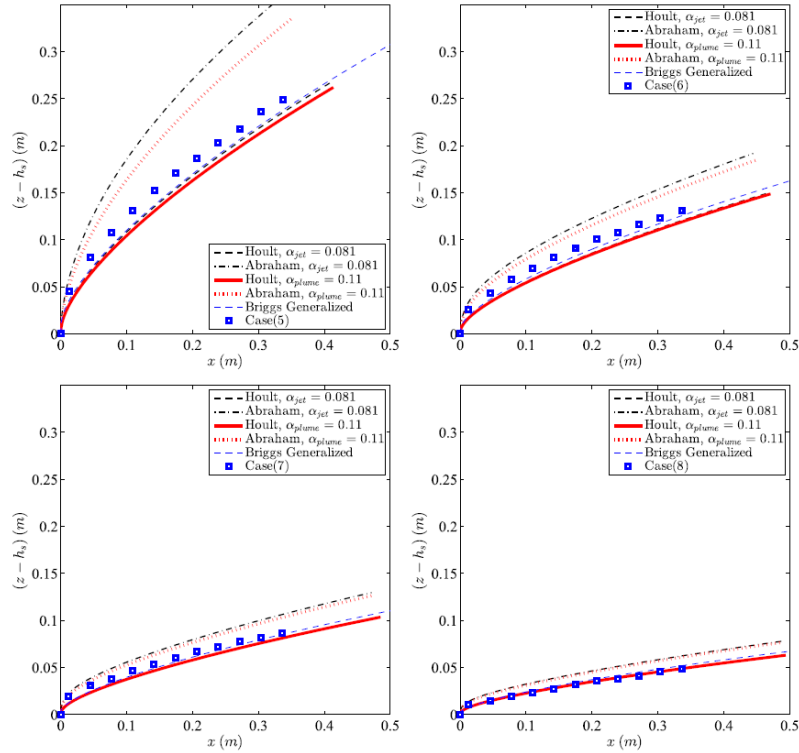 0.35
0.3
0.25
0.2
0.15
0.1
0.05
0
(z − h_s) (m)
Hoult, α_jet = 0.081
Abraham, α_jet = 0.081
Hoult, α_plume = 0.11
Abraham, α_plume = 0.11
Briggs Generalized
Case(5)
0 0.1 0.2 0.3 0.4 0.5
x (m)
0.3
0.25
0.2
0.15
0.1
0.05
0
(z − h_s) (m)
Hoult, α_jet = 0.081
Abraham, α_jet = 0.081
Hoult, α_plume = 0.11
Abraham, α_plume = 0.11
Briggs Generalized
Case(6)
0 0.1 0.2 0.3 0.4 0.5
x (m)
0.3
0.25
0.2
0.15
0.1
0.05
0
(z − h_s) (m)
Hoult, α_jet = 0.081
Abraham, α_jet = 0.081
Hoult, α_plume = 0.11
Abraham, α_plume = 0.11
Briggs Generalized
Case(7)
0 0.1 0.2 0.3 0.4 0.5
x (m)
0.3
0.25
0.2
0.15
0.1
0.05
0
(z − h_s) (m)
Hoult, α_jet = 0.081
Abraham, α_jet = 0.081
Hoult, α_plume = 0.11
Abraham, α_plume = 0.11
Briggs Generalized
Case(8)
0 0.1 0.2 0.3 0.4 0.5
x (m)